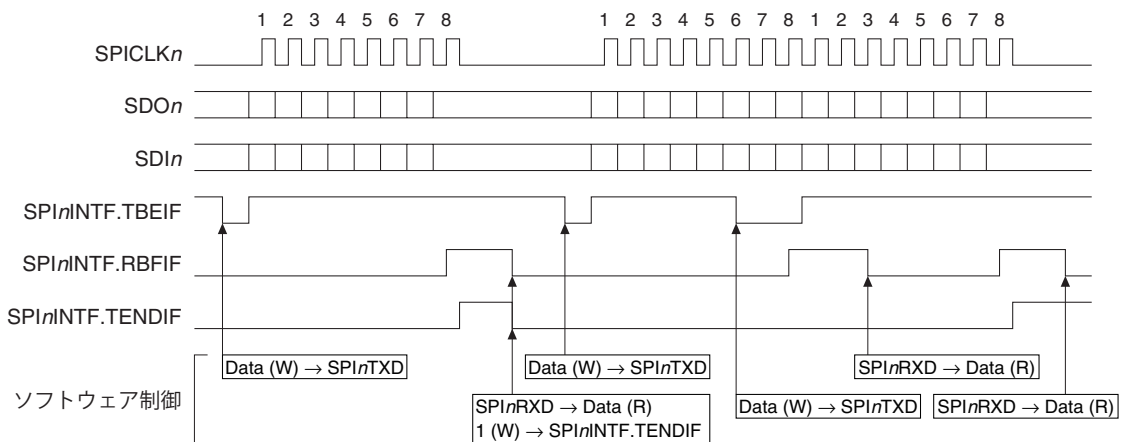 1 2 3 4 5 6 7 8 1 2 3 4 5 6 7 8 1 2 3 4 5 6 7 8
SPICLKn
SDOn
SDIn
SPInINTF.TBEIF
SPInINTF.RBFIF
SPInINTF.TENDIF
Data (W) → SPInTXD
Data (W) → SPInTXD
SPInRXD → Data (R)
ソフトウェア制御
SPInRXD → Data (R)
1 (W) → SPInINTF.TENDIF
Data (W) → SPInTXD
SPInRXD → Data (R)